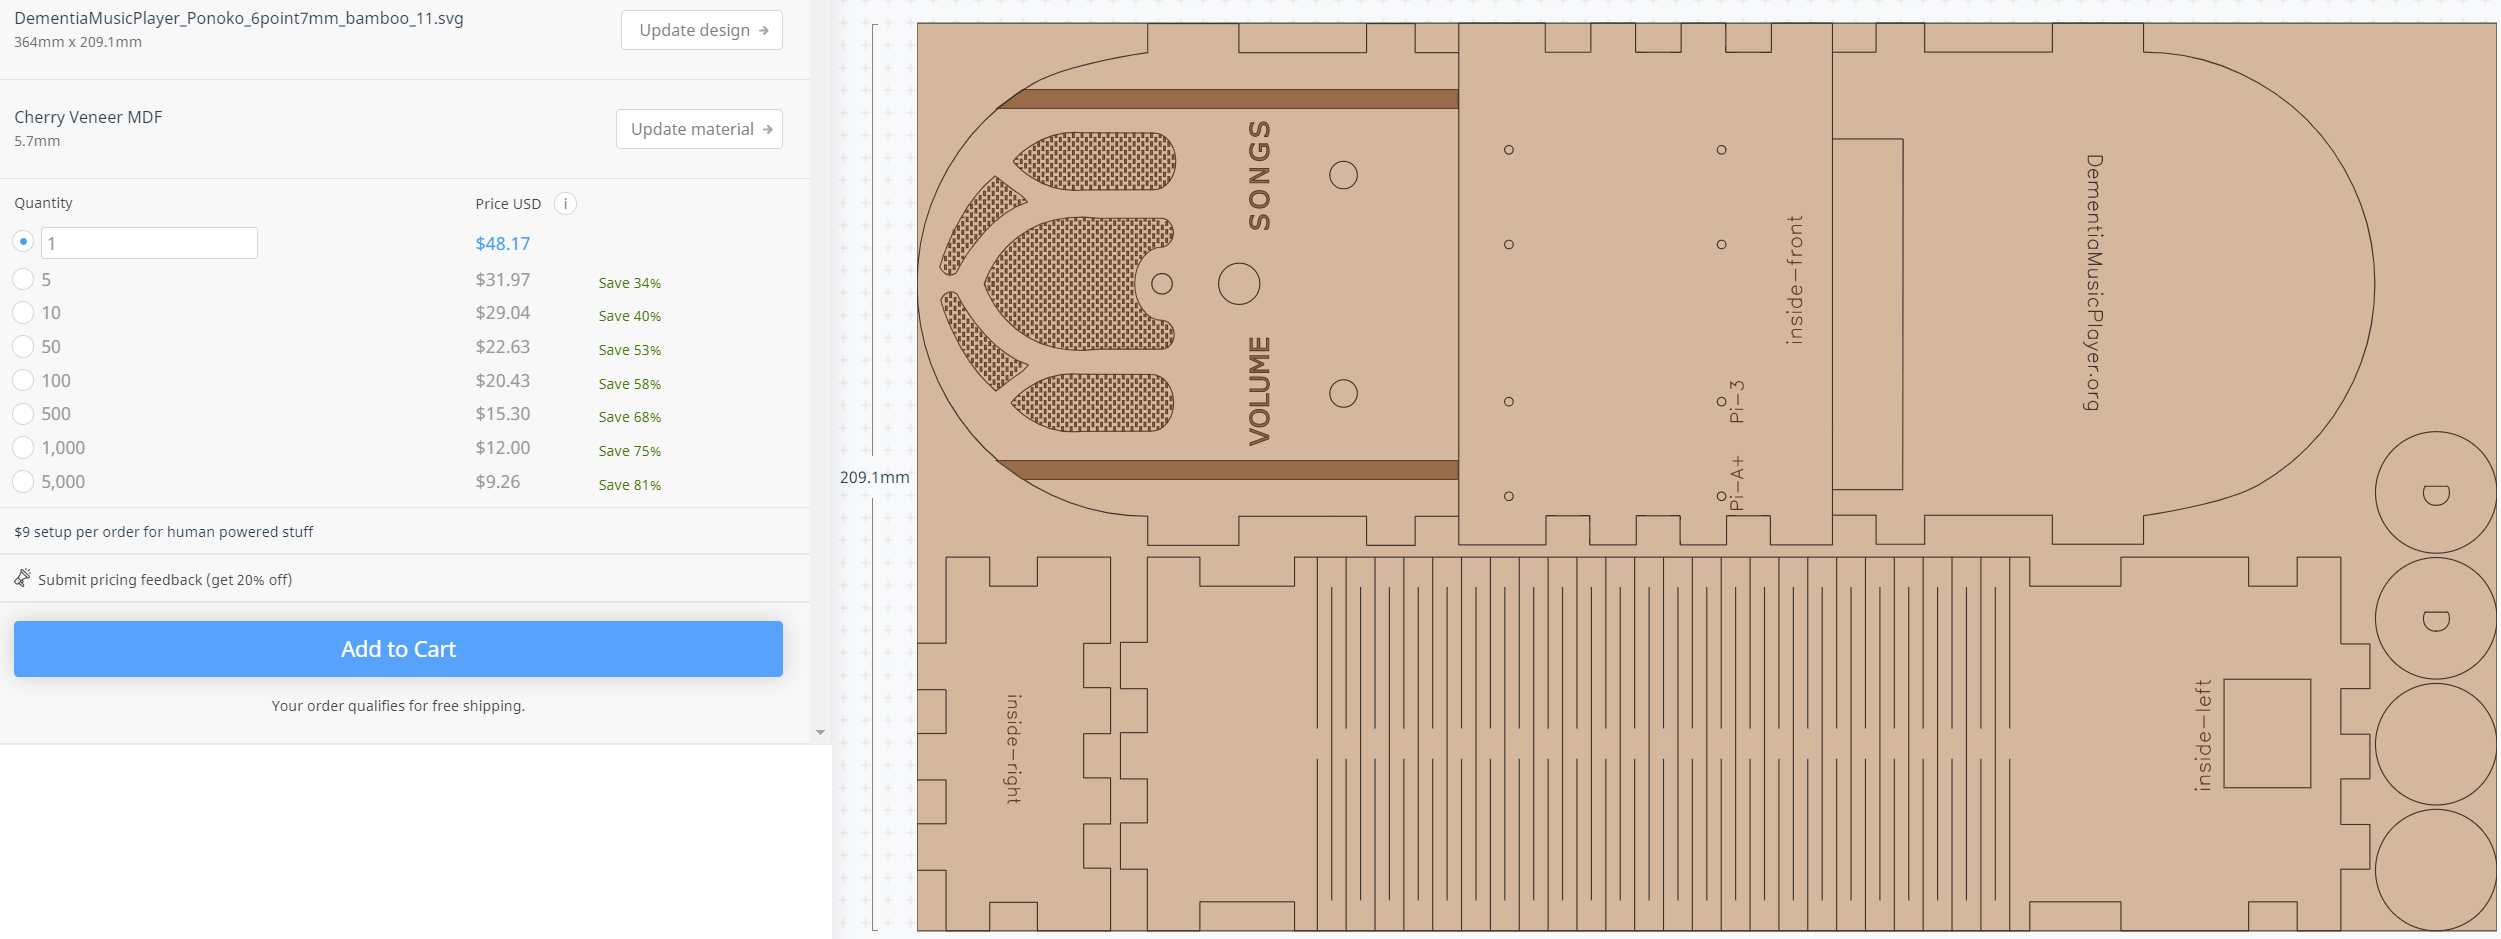 DementiaMusicPlayer_Ponoko_6point7mm_bamboo_11.svg
364mm x 209.1mm
Update design →
Cherry Veneer MDF
5.7mm
Update material →
Quantity Price USD i
1 $48.17
5 $31.97 Save 34%
10 $29.04 Save 40%
50 $22.63 Save 53%
100 $20.43 Save 58%
500 $15.30 Save 68%
1,000 $12.00 Save 75%
5,000 $9.26 Save 81%
$9 setup per order for human powered stuff
Submit pricing feedback (get 20% off)
Add to Cart
Your order qualifies for free shipping.
209.1mm
SONGS
VOLUME
inside-front
Pi-3
Pi-A+
DementiaMusicPlayer.org
inside-right
inside-left